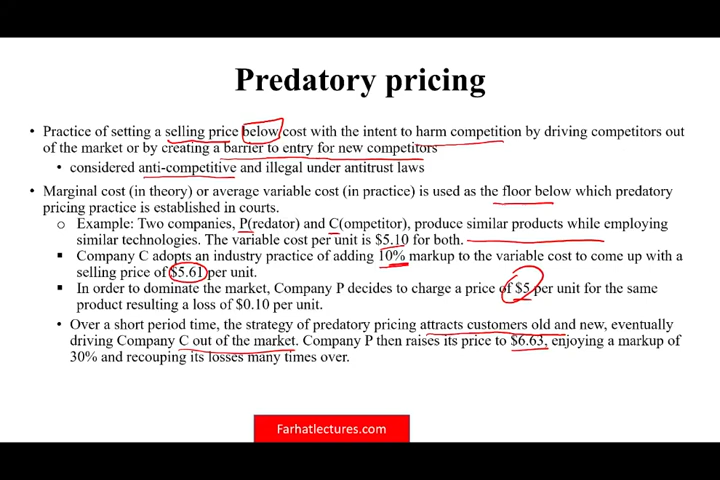 Predatory pricing
• Practice of setting a selling price below cost with the intent to harm competition by driving competitors out
of the market or by creating a barrier to entry for new competitors
• considered anti-competitive and illegal under antitrust laws
• Marginal cost (in theory) or average variable cost (in practice) is used as the floor below which predatory
pricing practice is established in courts.
o Example: Two companies, P(redator) and C(ompetitor), produce similar products while employing
similar technologies. The variable cost per unit is $5.10 for both.
▪ Company C adopts an industry practice of adding 10% markup to the variable cost to come up with a
selling price of $5.61 per unit.
▪ In order to dominate the market, Company P decides to charge a price of $5 per unit for the same
product resulting a loss of $0.10 per unit.
• Over a short period time, the strategy of predatory pricing attracts customers old and new, eventually
driving Company C out of the market. Company P then raises its price to $6.63, enjoying a markup of
30% and recouping its losses many times over.
Farhatlectures.com